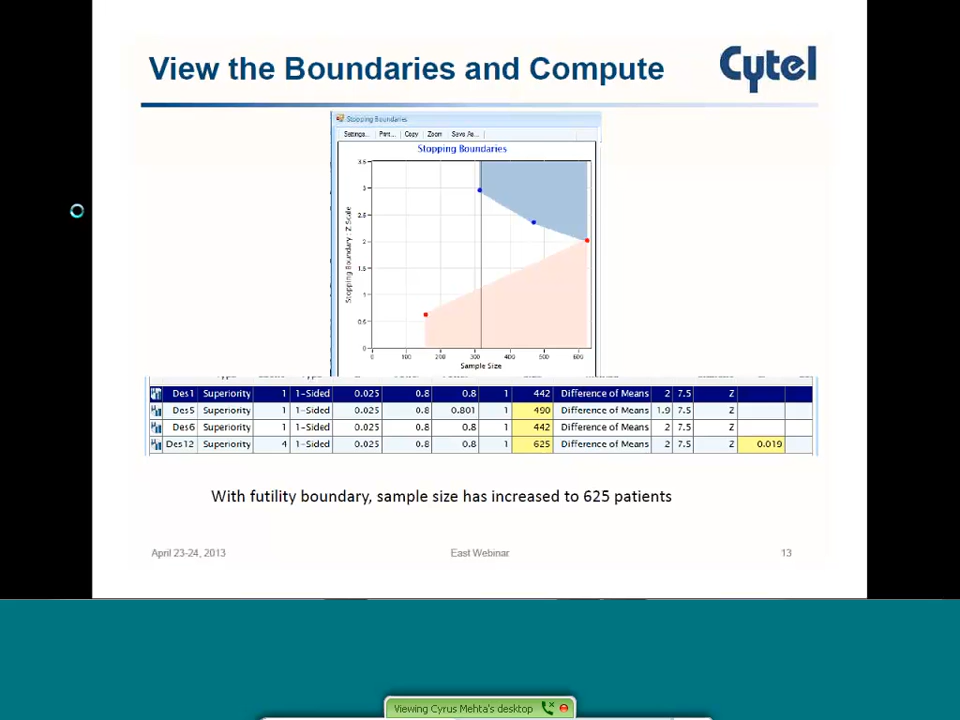 View the Boundaries and Compute
Cytel
Stopping Boundaries
Settings... Print... Copy Zoom Save As...
Stopping Boundaries
3.5
3
2.5
2
1.5
1
0.5
0
Stopping Boundary: Z Scale
0 100 200 300 400 500 600
Sample Size
Des1 Superiority 1 1-Sided 0.025 0.8 0.8 1 442 Difference of Means 2 7.5 Z
Des5 Superiority 1 1-Sided 0.025 0.8 0.801 1 490 Difference of Means 1.9 7.5 Z
Des6 Superiority 1 1-Sided 0.025 0.8 0.8 1 442 Difference of Means 2 7.5 Z
Des12 Superiority 4 1-Sided 0.025 0.8 0.8 1 625 Difference of Means 2 7.5 Z 0.019
With futility boundary, sample size has increased to 625 patients
April 23-24, 2013 East Webinar 13
Viewing Cyrus Mehta's desktop